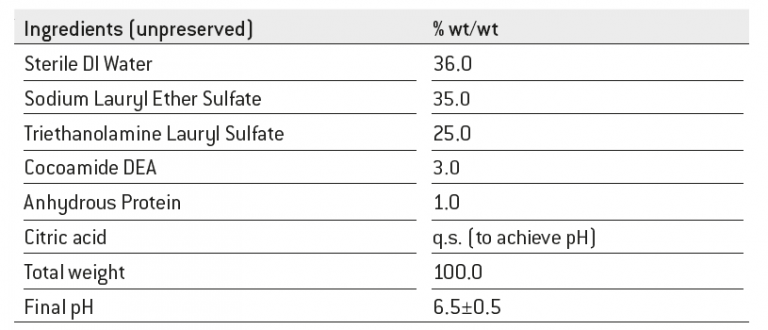 Ingredients (unpreserved) % wt/wt
Sterile DI Water 36.0
Sodium Lauryl Ether Sulfate 35.0
Triethanolamine Lauryl Sulfate 25.0
Cocoamide DEA 3.0
Anhydrous Protein 1.0
Citric acid q.s. (to achieve pH)
Total weight 100.0
Final pH 6.5±0.5